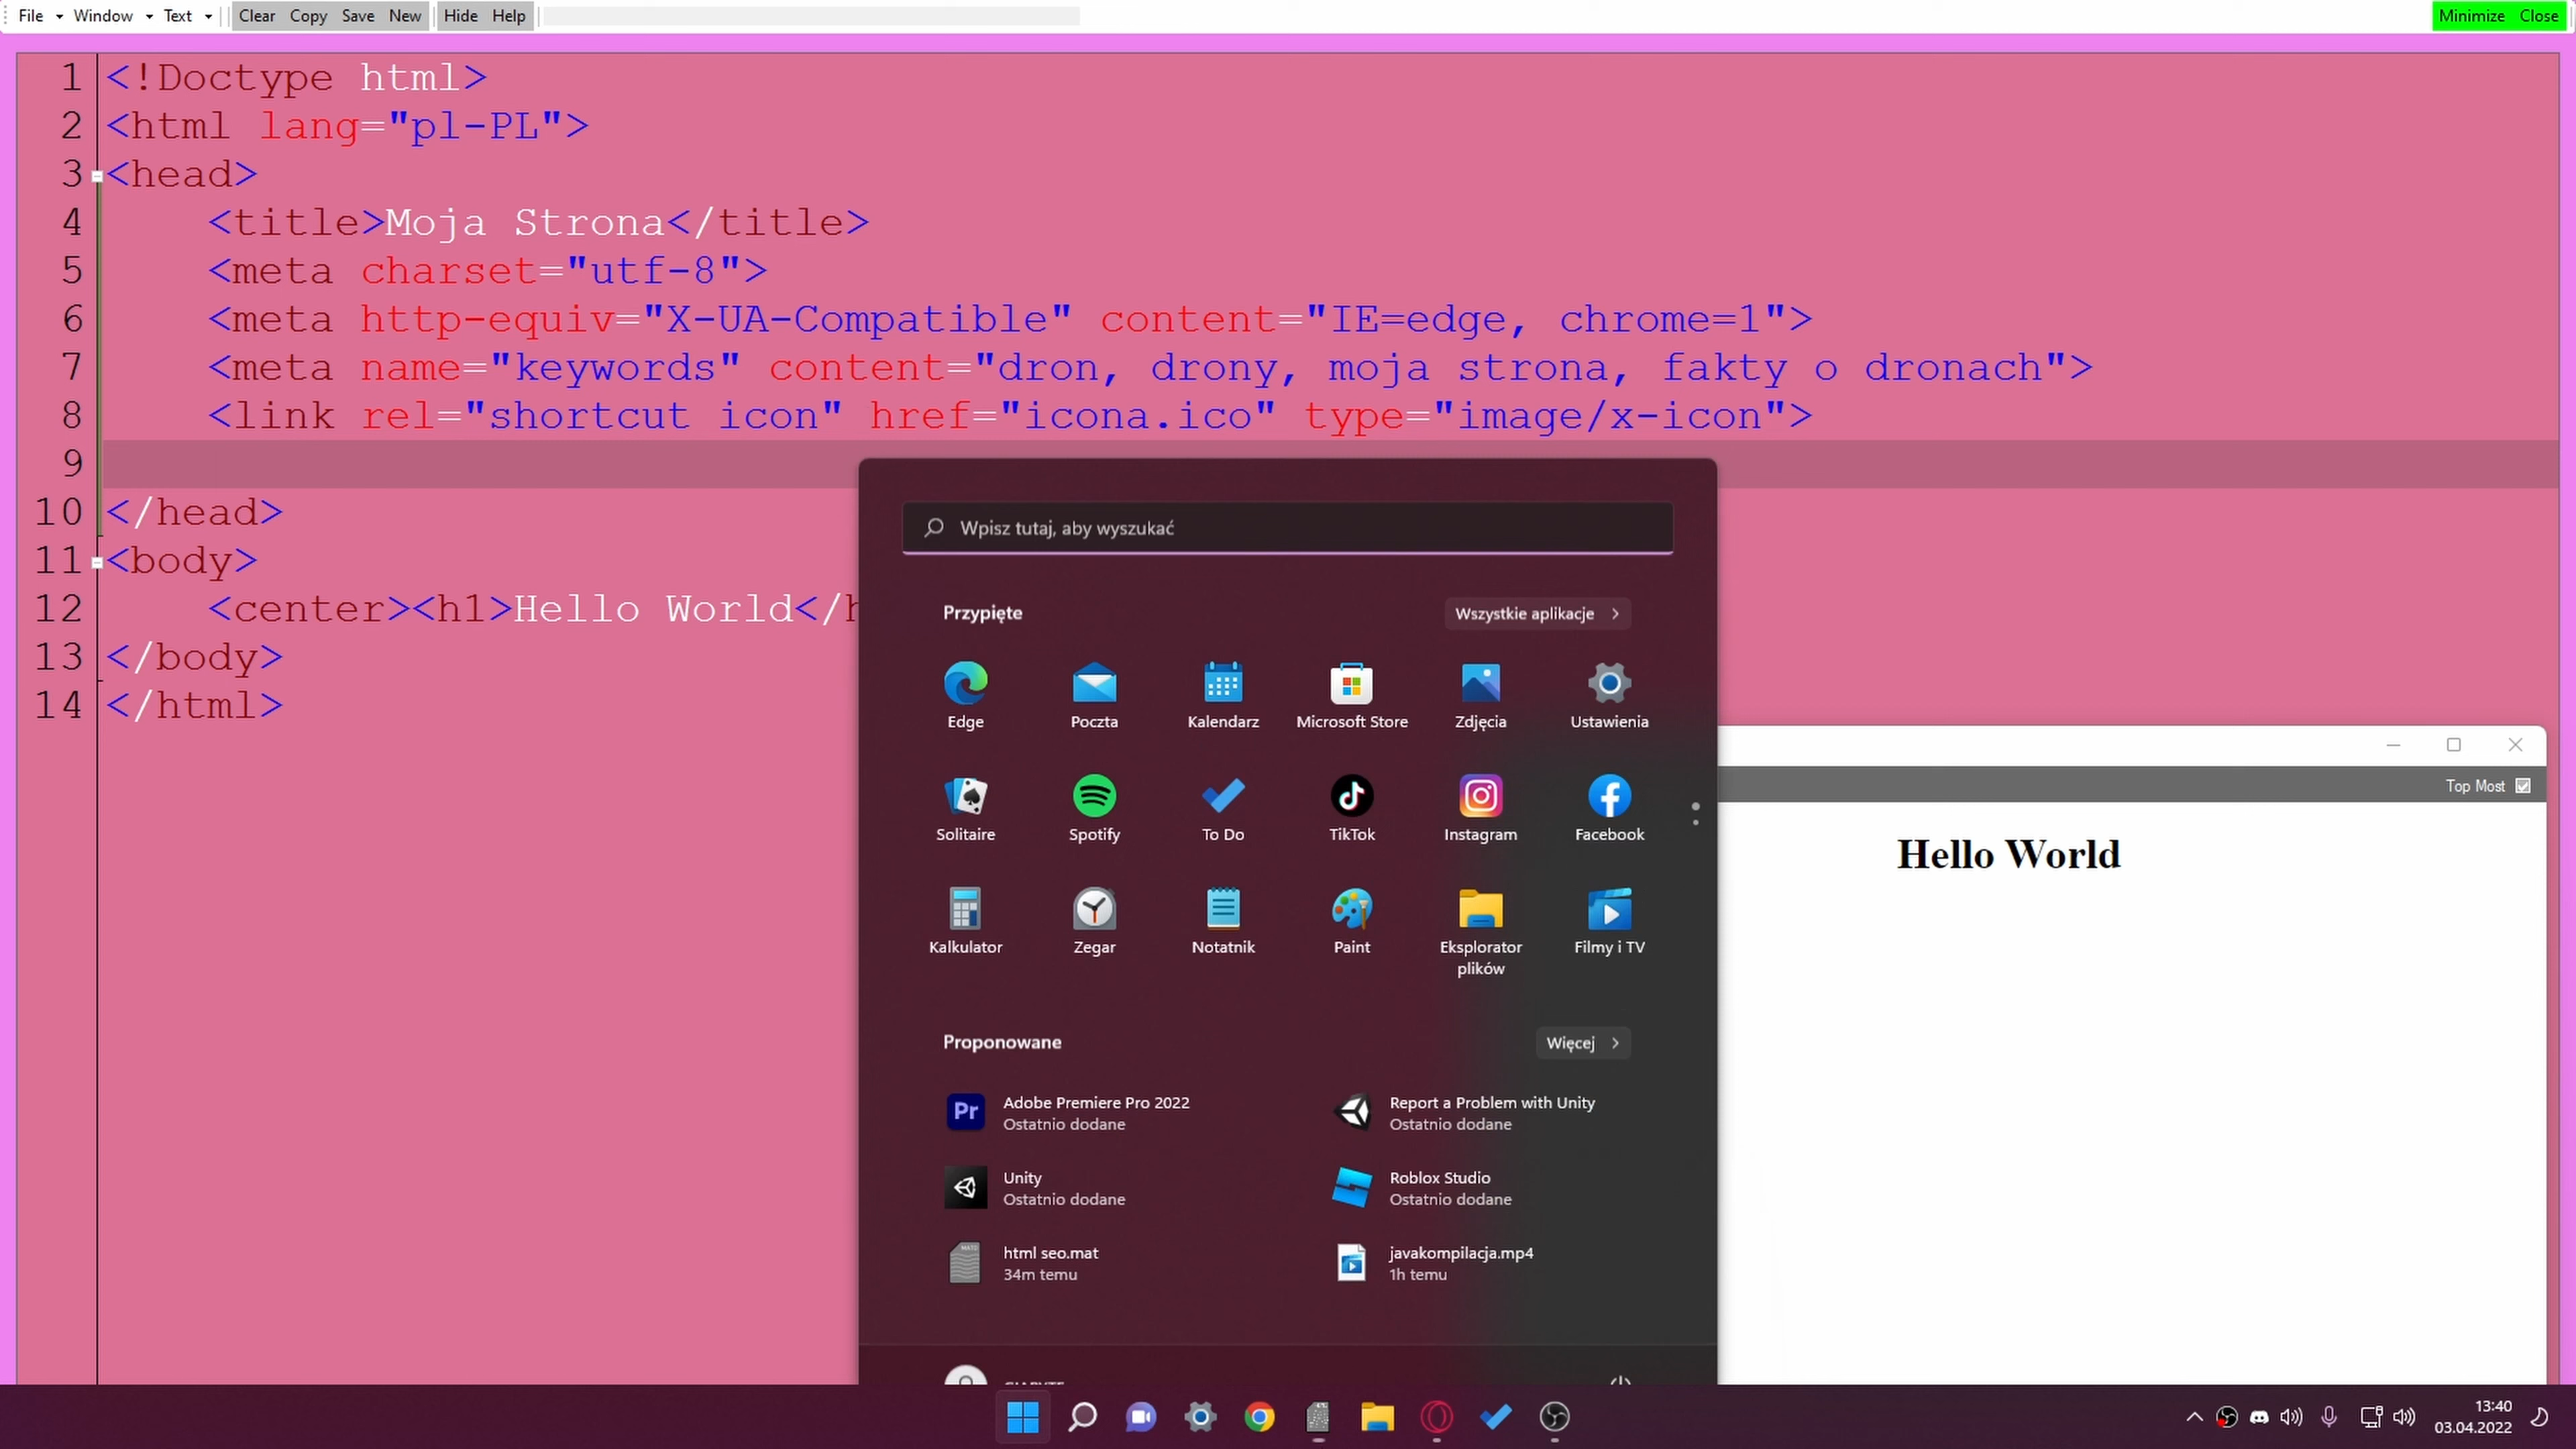 File Window Text Clear Copy Save New Hide Help Minimize Close
1 <!Doctype html>
2 <html lang="pl-PL">
3 <head>
4 <title>Moja Strona</title>
5 <meta charset="utf-8">
6 <meta http-equiv="X-UA-Compatible" content="IE=edge, chrome=1">
7 <meta name="keywords" content="dron, drony, moja strona, fakty o dronach">
8 <link rel="shortcut icon" href="icona.ico" type="image/x-icon">
9
10 </head>
11 <body>
12 <center><h1>Hello World</h
13 </body>
14 </html>
Wpisz tutaj, aby wyszukać
Przypięte Wszystkie aplikacje
Edge Poczta Kalendarz Microsoft Store Zdjęcia Ustawienia
Solitaire Spotify To Do TikTok Instagram Facebook
Kalkulator Zegar Notatnik Paint Eksplorator plików Filmy i TV
Proponowane Więcej
Pr
Adobe Premiere Pro 2022
Ostatnio dodane
Report a Problem with Unity
Ostatnio dodane
Unity
Ostatnio dodane
Roblox Studio
Ostatnio dodane
html seo.mat
34m temu
javakompilacja.mp4
1h temu
Top Most
Hello World
13:40
03.04.2022